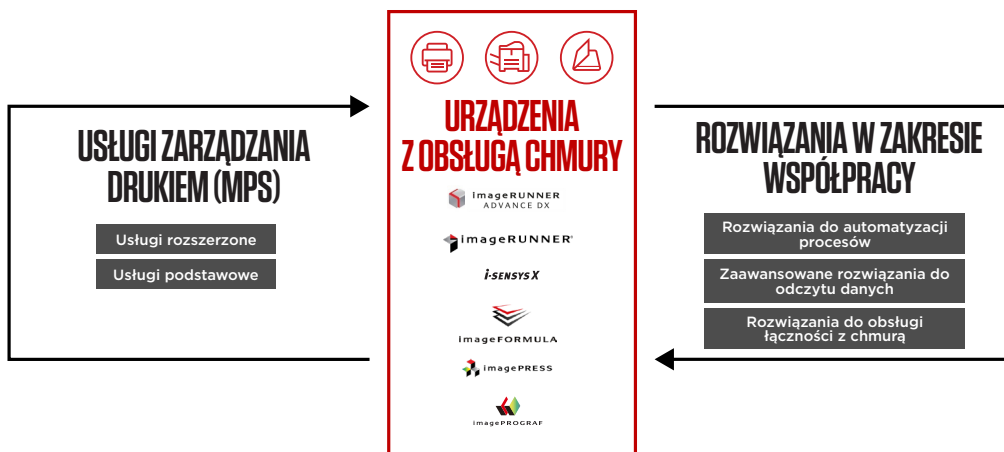 USŁUGI ZARZĄDZANIA
DRUKIEM (MPS)
Usługi rozszerzone
Usługi podstawowe
URZĄDZENIA
Z OBSŁUGĄ CHMURY
imageRUNNER
ADVANCE DX
imageRUNNER®
i-SENSYS X
imageFORMULA
imagePRESS
imagePROGRAF
ROZWIĄZANIA W ZAKRESIE
WSPÓŁPRACY
Rozwiązania do automatyzacji
procesów
Zaawansowane rozwiązania do
odczytu danych
Rozwiązania do obsługi
łączności z chmurą